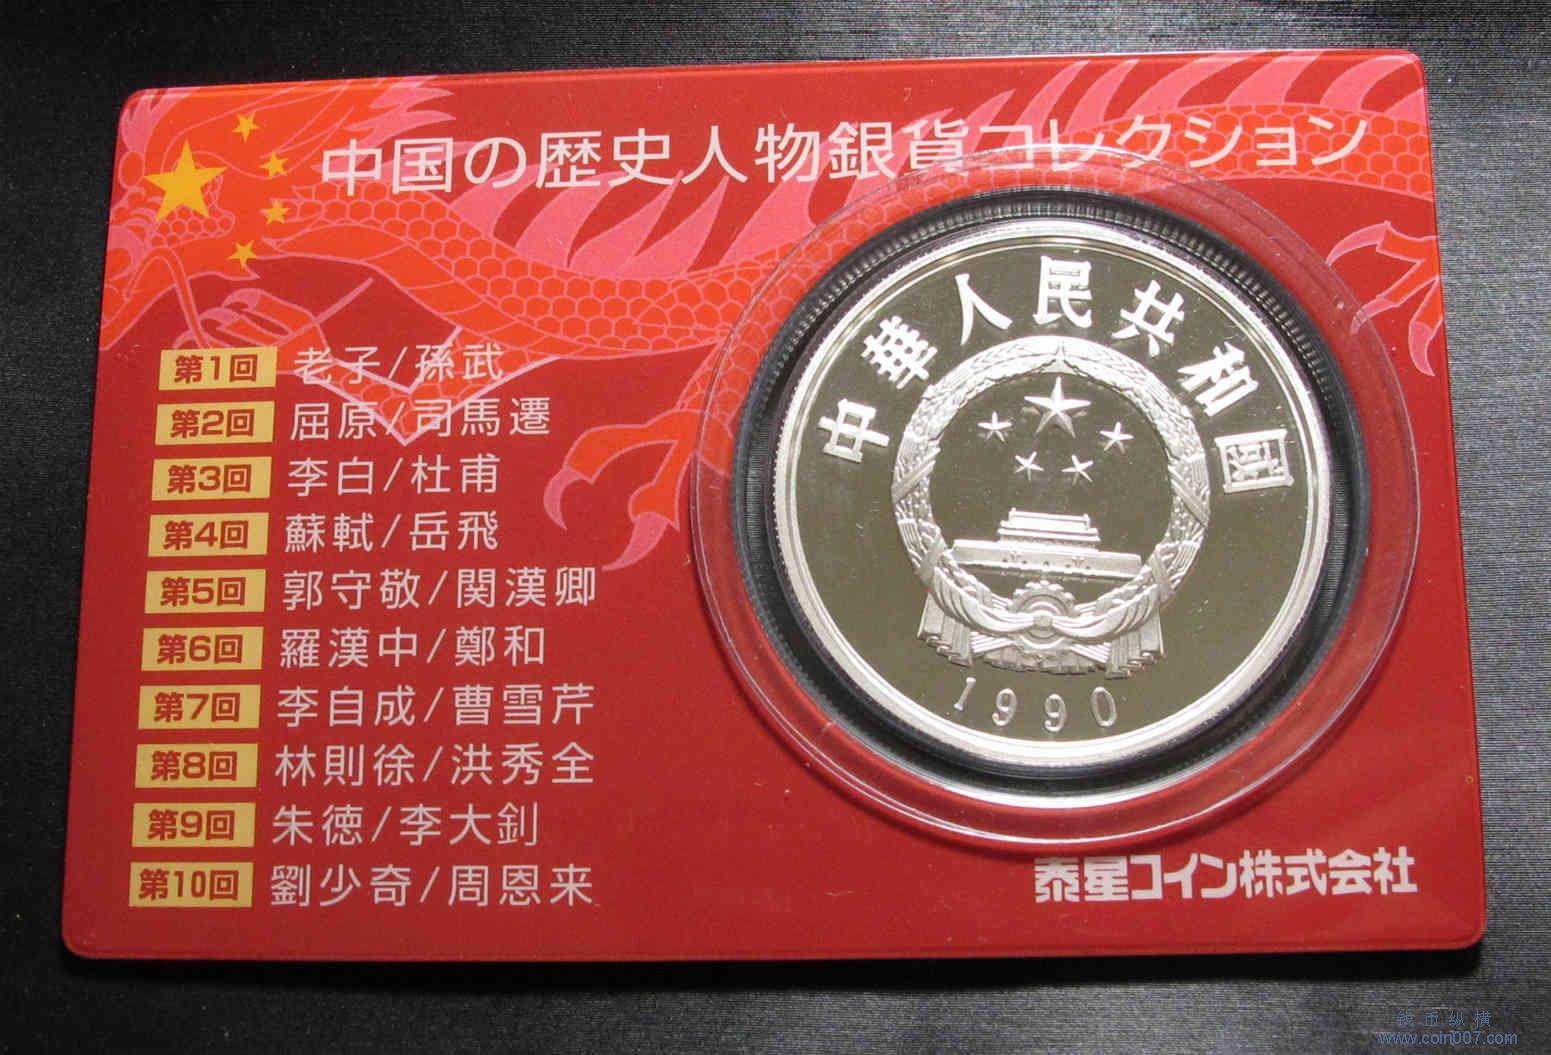 中国の歴史人物銀貨コレクション
第1回 老子/孫武
第2回 屈原/司馬遷
第3回 李白/杜甫
第4回 蘇軾/岳飛
第5回 郭守敬/関漢卿
第6回 羅漢中/鄭和
第7回 李自成/曹雪芹
第8回 林則徐/洪秀全
第9回 朱徳/李大釗
第10回 劉少奇/周恩来
中華人民共和國
1990
泰星コイン株式会社
钱币纵横
www.coin007.com